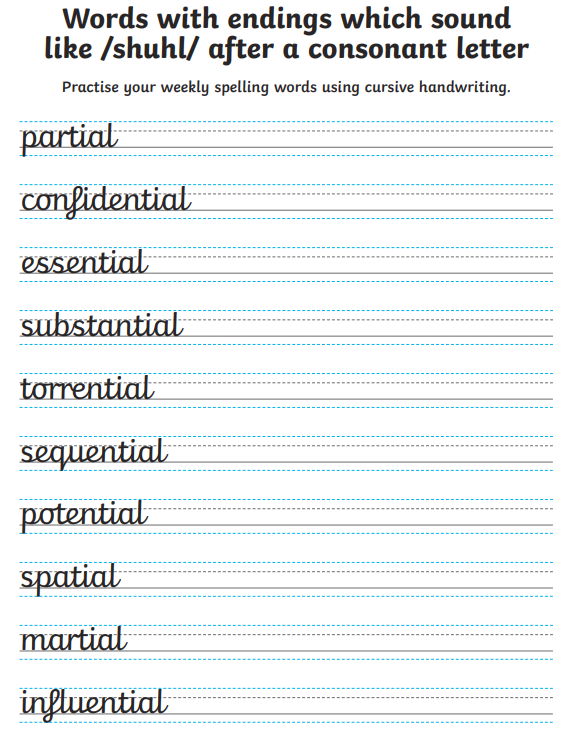 Words with endings which sound
like /shuhl/ after a consonant letter
Practise your weekly spelling words using cursive handwriting.
partial
confidential
essential
substantial
torrential
sequential
potential
spatial
martial
influential